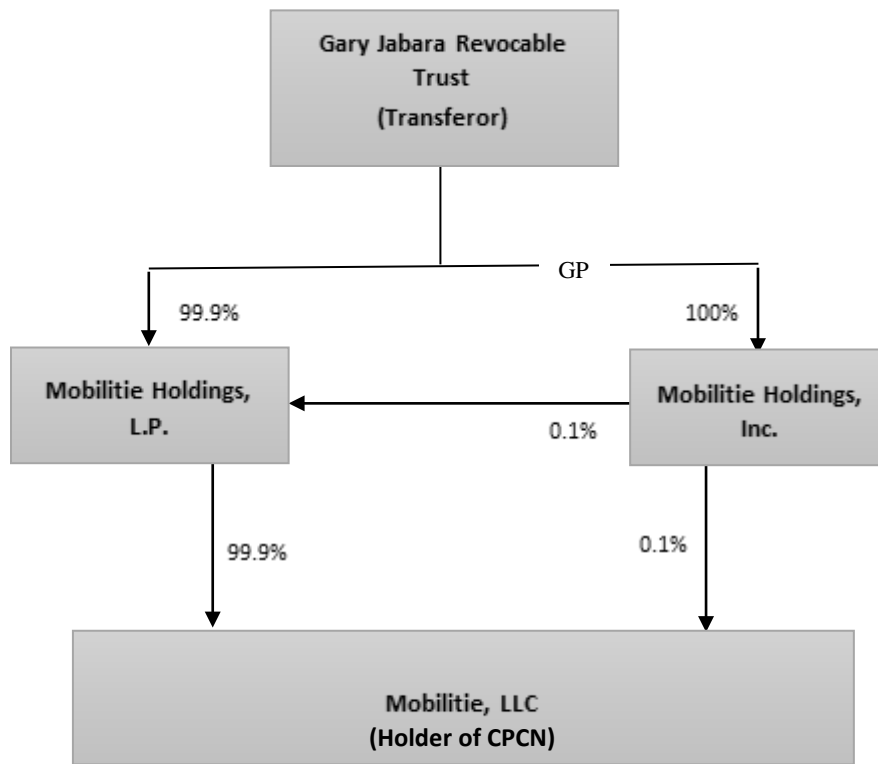 Gary Jabara Revocable
Trust
(Transferor)
GP
99.9%
100%
Mobilitie Holdings,
L.P.
Mobilitie Holdings,
Inc.
0.1%
99.9%
0.1%
Mobilitie, LLC
(Holder of CPCN)